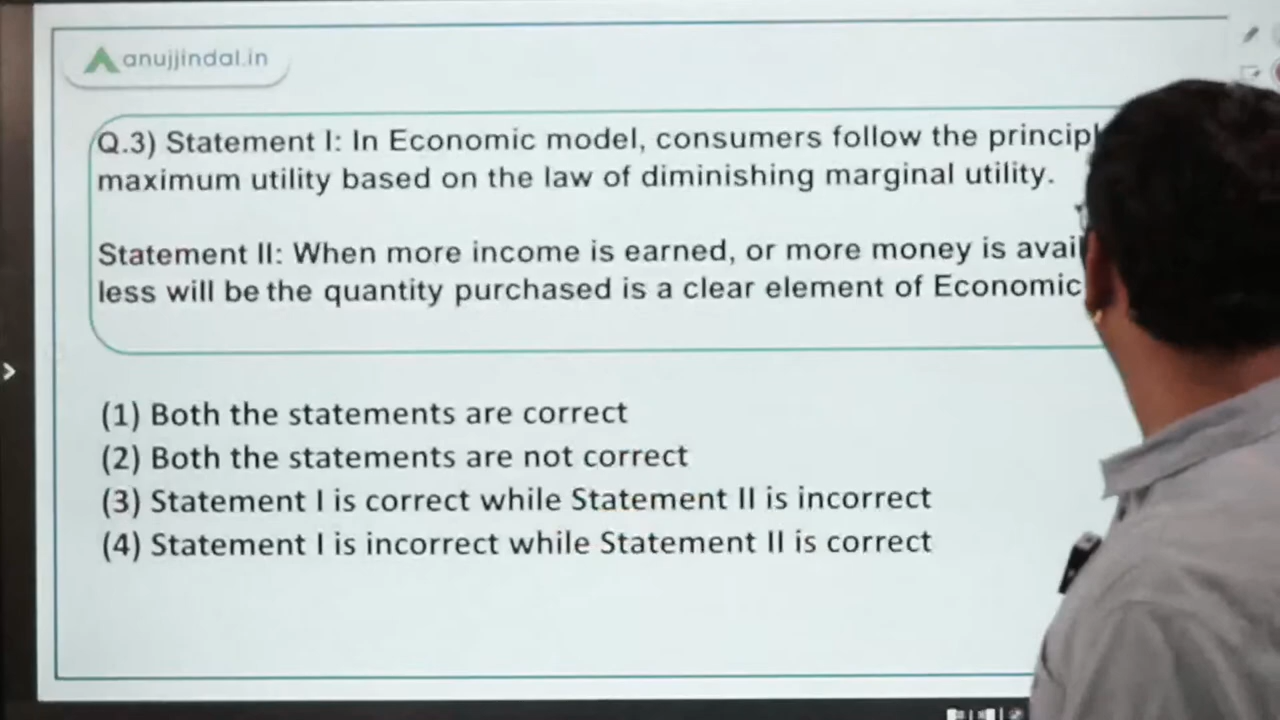 anujjindal.in
Q.3) Statement I: In Economic model, consumers follow the
maximum utility based on the law of diminishing marginal utility.
Statement II: When more income is earned, or more money is
less will be the quantity purchased is a clear element of Economic
(1) Both the statements are correct
(2) Both the statements are not correct
(3) Statement I is correct while Statement II is incorrect
(4) Statement I is incorrect while Statement II is correct